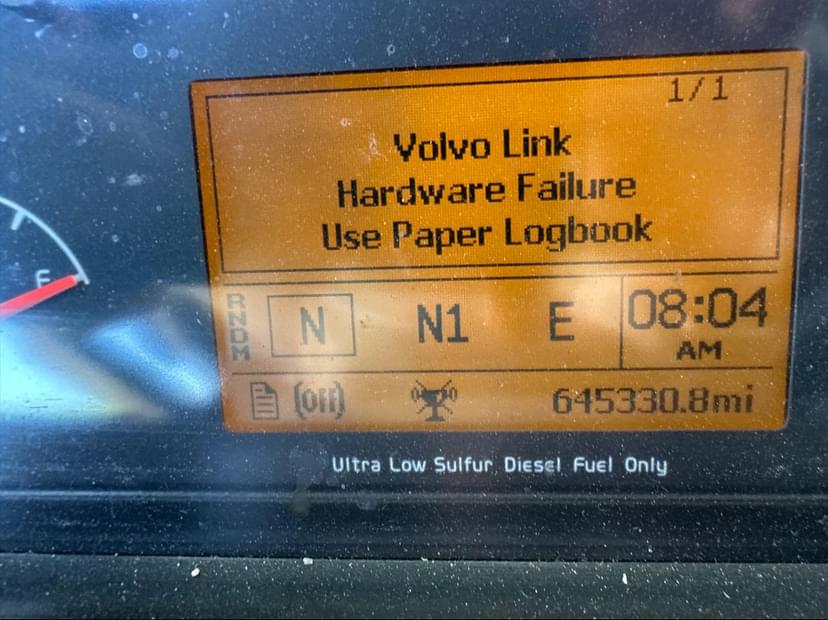 1/1
Volvo Link
Hardware Failure
Use Paper Logbook
RNDM N N1 E 08:04
AM
(Off) 645330.8mi
Ultra Low Sulfur Diesel Fuel Only